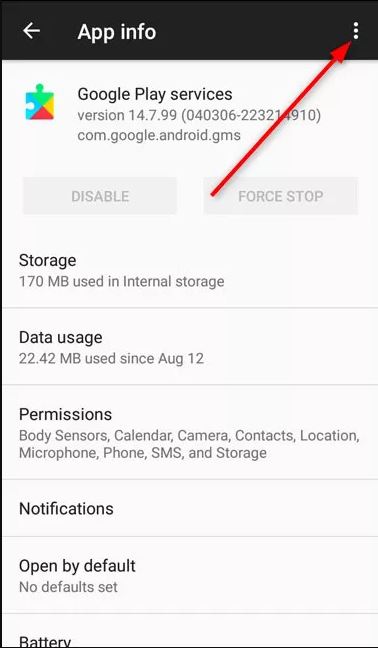 App info
Google Play services
version 14.7.99 (040306-223214910)
com.google.android.gms
DISABLE
FORCE STOP
Storage
170 MB used in Internal storage
Data usage
22.42 MB used since Aug 12
Permissions
Body Sensors, Calendar, Camera, Contacts, Location,
Microphone, Phone, SMS, and Storage
Notifications
Open by default
No defaults set
Battery